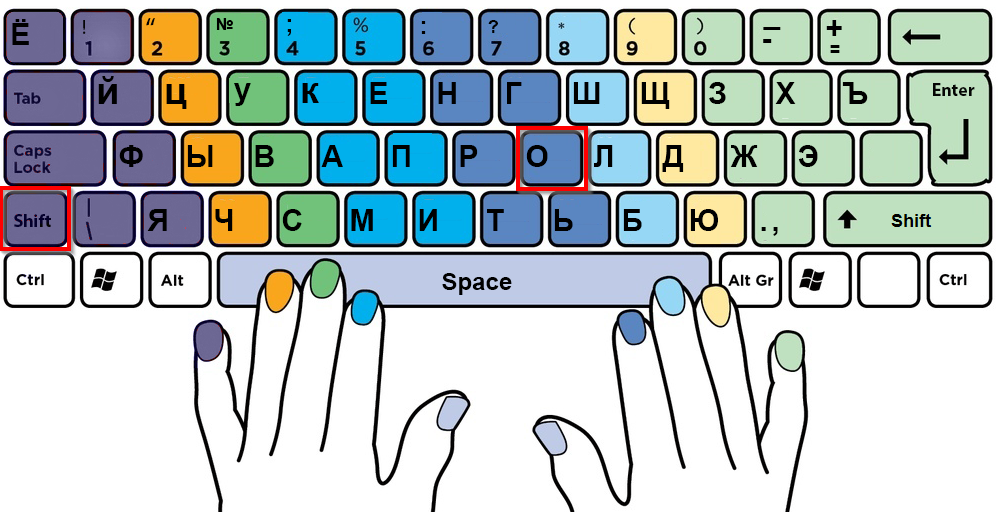 Ё ! 1 “ 2 № 3 ; 4 % 5 : 6 ? 7 * 8 ( 9 ) 0 — - + =
Tab Й Ц У К Е Н Г Ш Щ З Х Ъ Enter
Caps Lock Ф Ы В А П Р О Л Д Ж Э
Shift | \ Я Ч С М И Т Ь Б Ю . , Shift
Ctrl Alt Space Alt Gr Ctrl